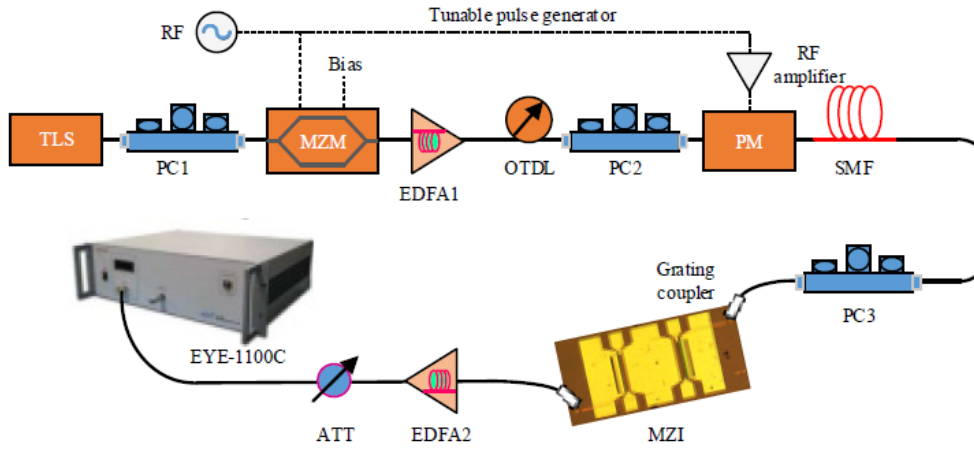 Tunable pulse generator
RF
Bias
RF
amplifier
TLS
MZM
PM
PC1
EDFA1
OTDL
PC2
SMF
Grating
coupler
PC3
EYE-1100C
ATT
EDFA2
MZI